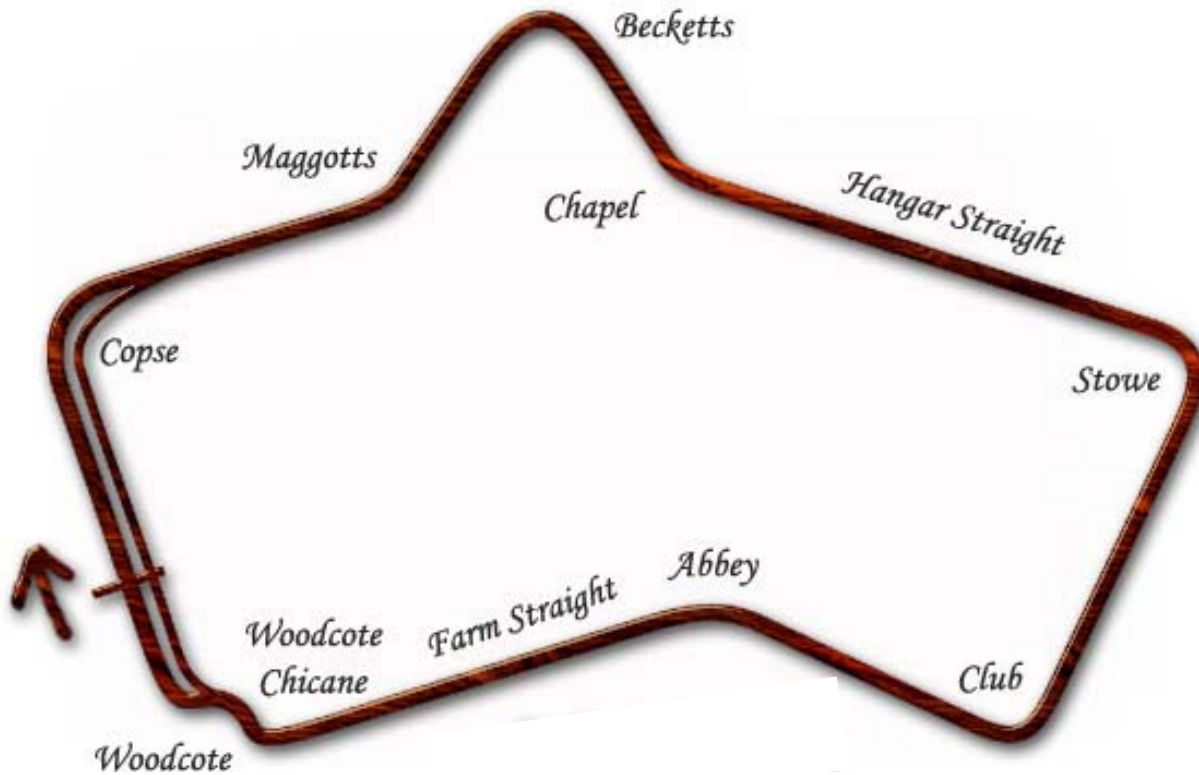 Becketts
Maggotts
Chapel
Hangar Straight
Copse
Stowe
Abbey
Farm Straight
Woodcote
Chicane
Club
Woodcote